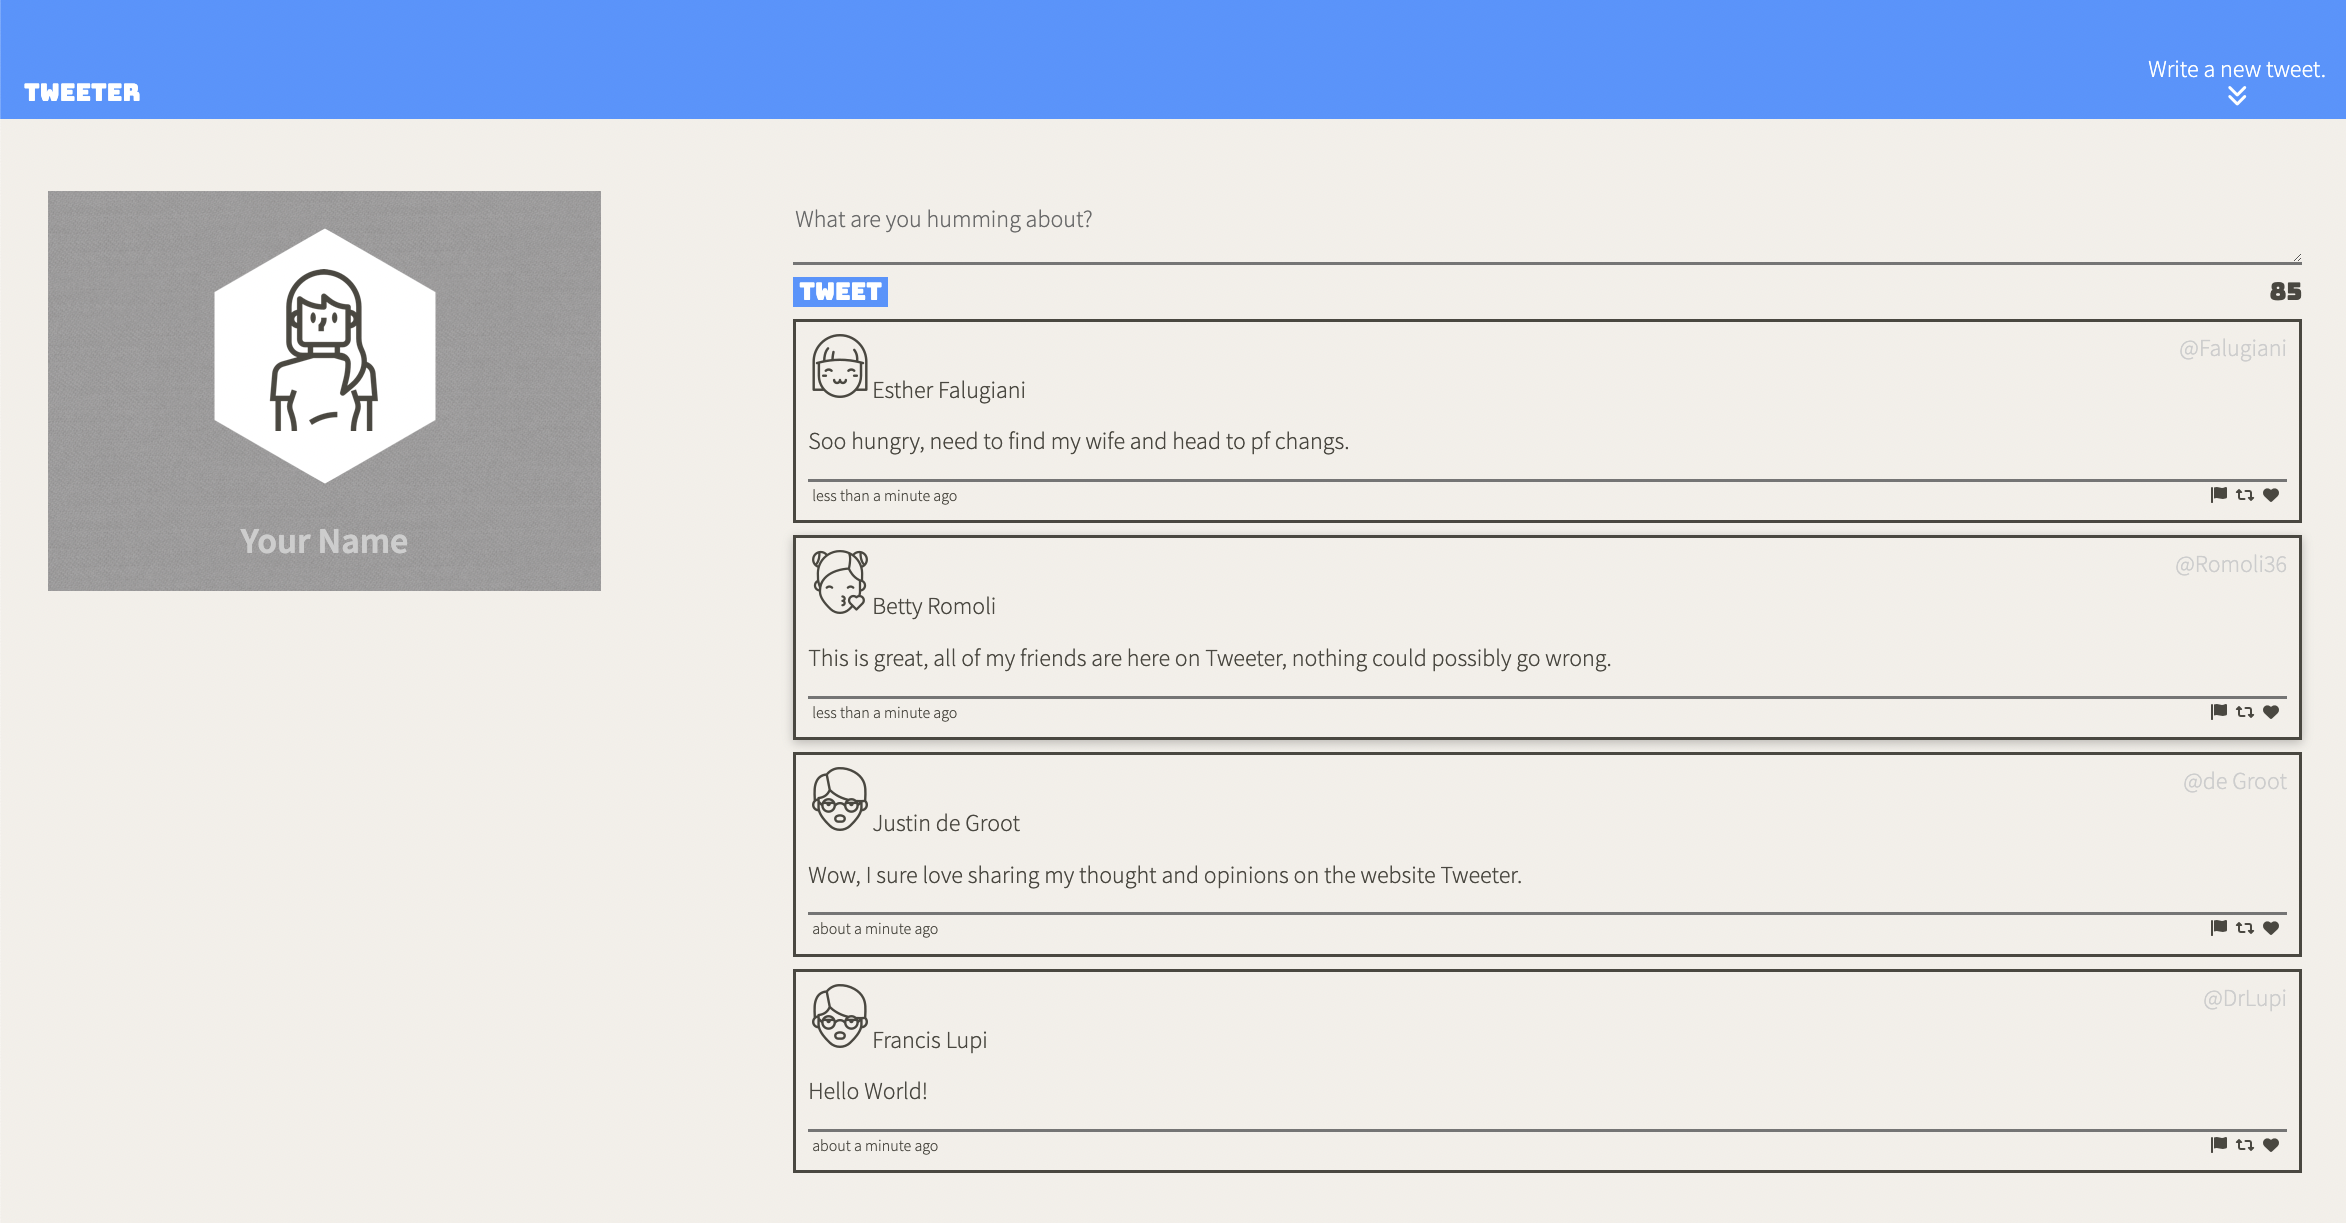 TWEETER
Write a new tweet.
Your Name
What are you humming about?
TWEET
85
@Falugiani
Esther Falugiani
Soo hungry, need to find my wife and head to pf changs.
less than a minute ago
@Romoli36
Betty Romoli
This is great, all of my friends are here on Tweeter, nothing could possibly go wrong.
less than a minute ago
@de Groot
Justin de Groot
Wow, I sure love sharing my thought and opinions on the website Tweeter.
about a minute ago
@DrLupi
Francis Lupi
Hello World!
about a minute ago